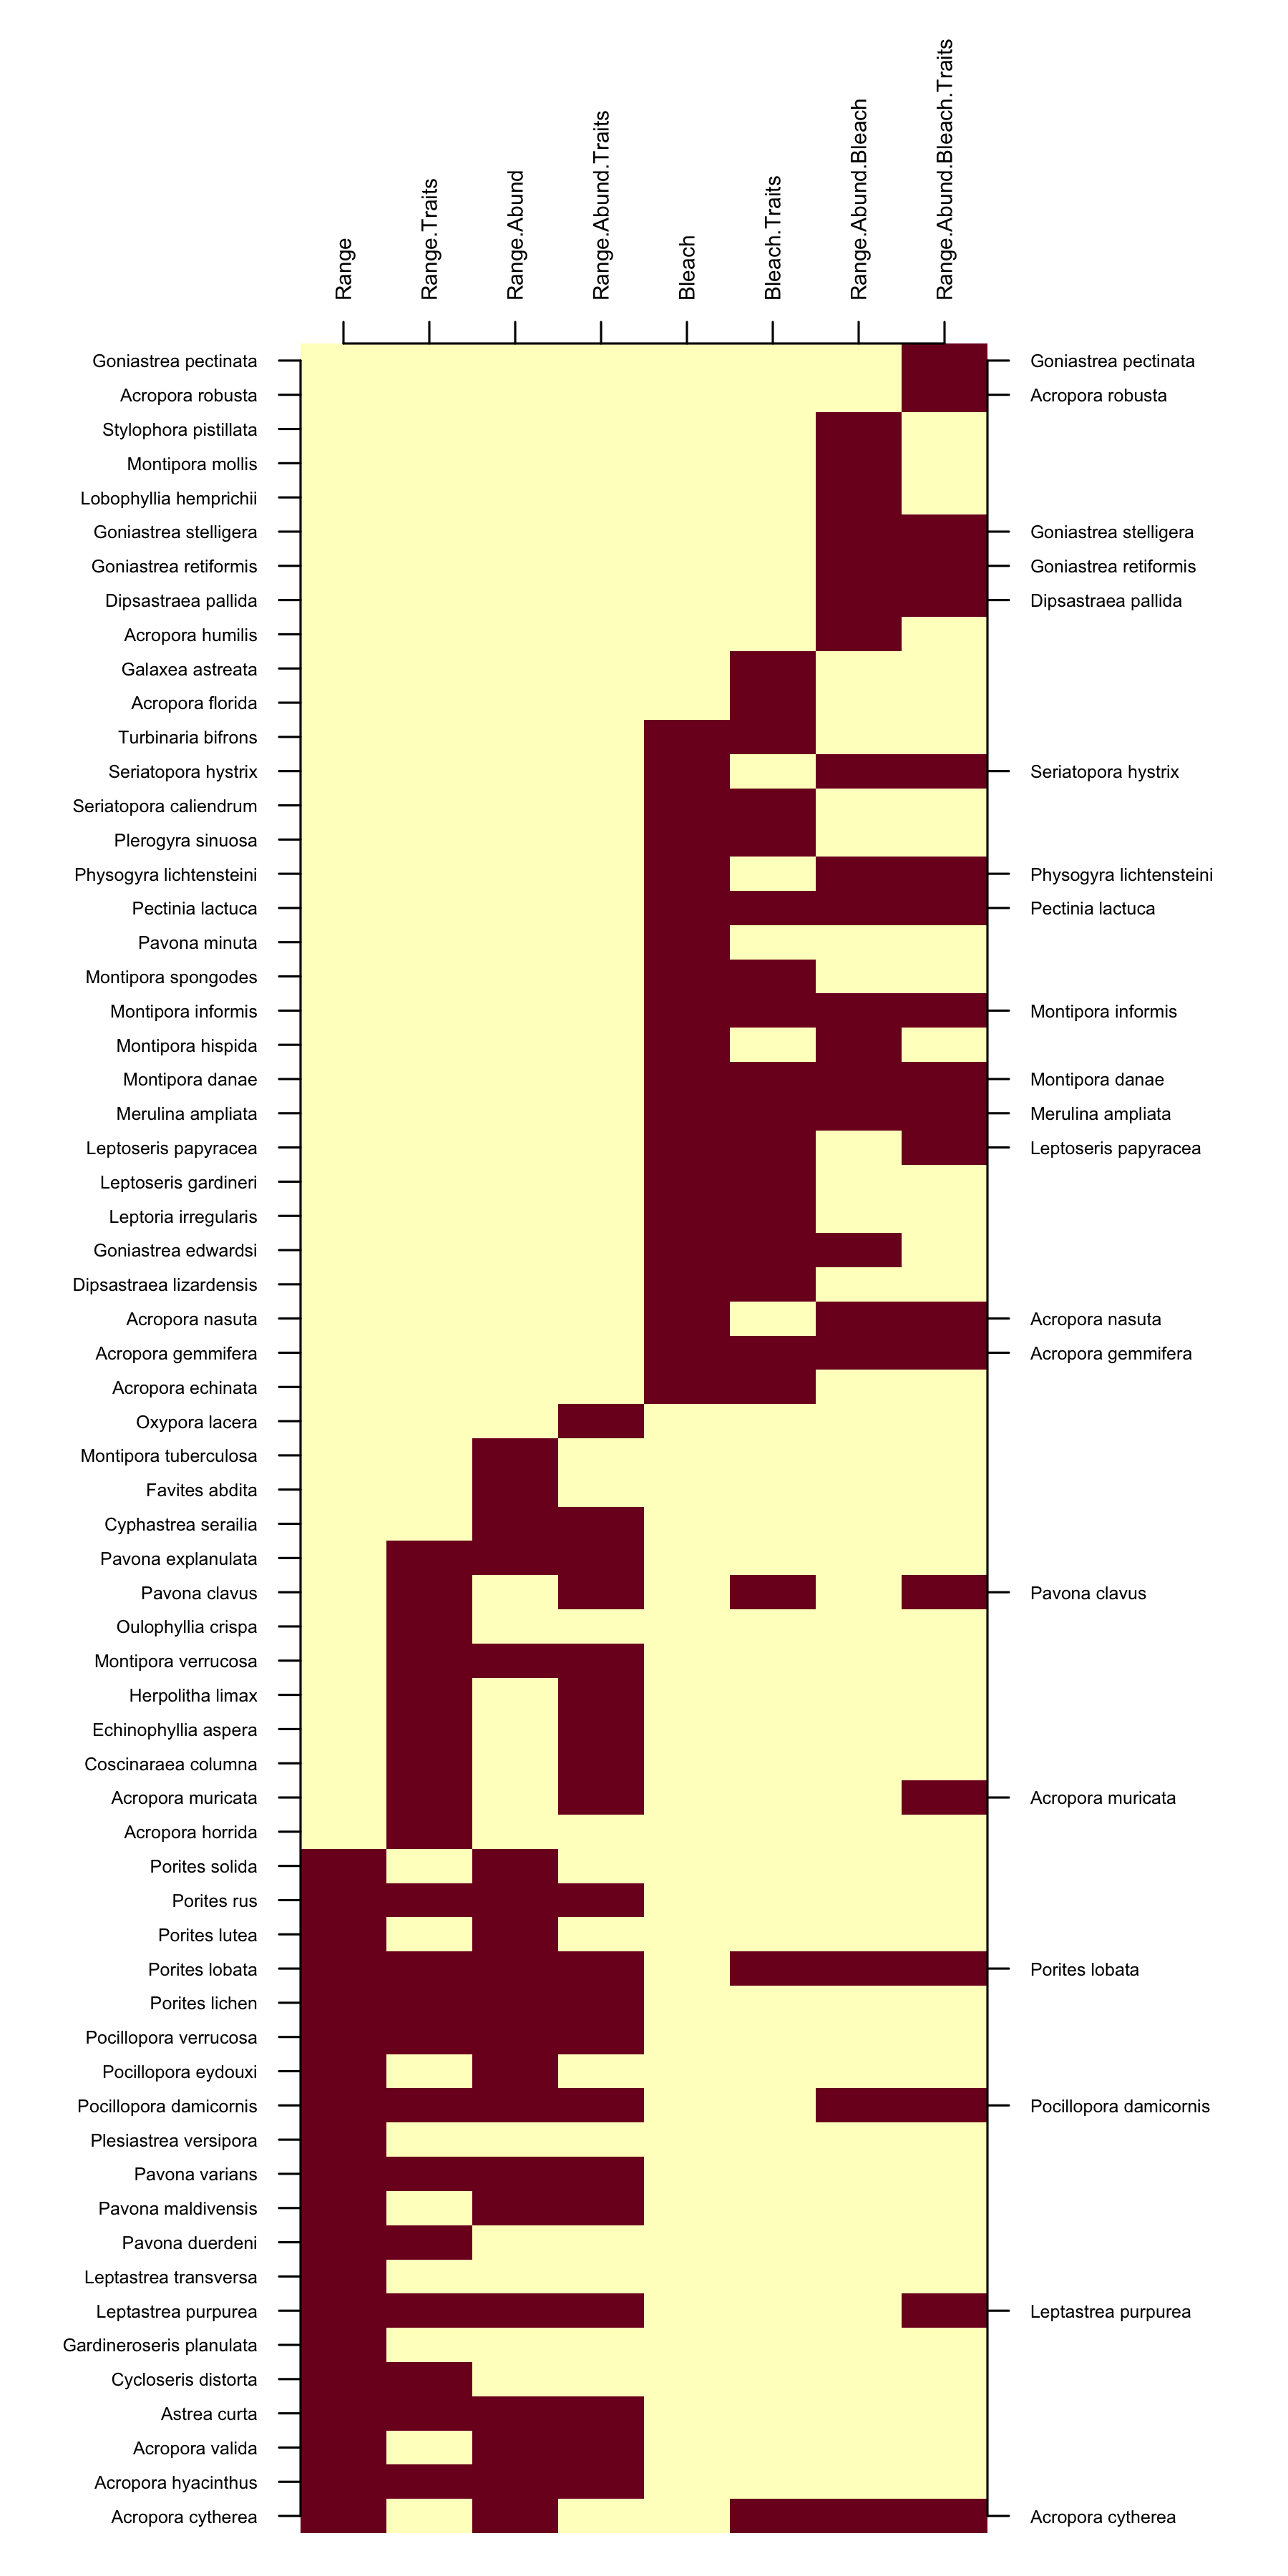 Range
Range.Traits
Range.Abund
Range.Abund.Traits
Bleach
Bleach.Traits
Range.Abund.Bleach
Range.Abund.Bleach.Traits
Goniastrea pectinata Goniastrea pectinata
Acropora robusta Acropora robusta
Stylophora pistillata
Montipora mollis
Lobophyllia hemprichii
Goniastrea stelligera Goniastrea stelligera
Goniastrea retiformis Goniastrea retiformis
Dipsastraea pallida Dipsastraea pallida
Acropora humilis
Galaxea astreata
Acropora florida
Turbinaria bifrons
Seriatopora hystrix Seriatopora hystrix
Seriatopora caliendrum
Plerogyra sinuosa
Physogyra lichtensteini Physogyra lichtensteini
Pectinia lactuca Pectinia lactuca
Pavona minuta
Montipora spongodes
Montipora informis Montipora informis
Montipora hispida
Montipora danae Montipora danae
Merulina ampliata Merulina ampliata
Leptoseris papyracea Leptoseris papyracea
Leptoseris gardineri
Leptoria irregularis
Goniastrea edwardsi
Dipsastraea lizardensis
Acropora nasuta Acropora nasuta
Acropora gemmifera Acropora gemmifera
Acropora echinata
Oxypora lacera
Montipora tuberculosa
Favites abdita
Cyphastrea serailia
Pavona explanulata
Pavona clavus Pavona clavus
Oulophyllia crispa
Montipora verrucosa
Herpolitha limax
Echinophyllia aspera
Coscinaraea columna
Acropora muricata Acropora muricata
Acropora horrida
Porites solida
Porites rus
Porites lutea
Porites lobata Porites lobata
Porites lichen
Pocillopora verrucosa
Pocillopora eydouxi
Pocillopora damicornis Pocillopora damicornis
Plesiastrea versipora
Pavona varians
Pavona maldivensis
Pavona duerdeni
Leptastrea transversa
Leptastrea purpurea Leptastrea purpurea
Gardineroseris planulata
Cycloseris distorta
Astrea curta
Acropora valida
Acropora hyacinthus
Acropora cytherea Acropora cytherea